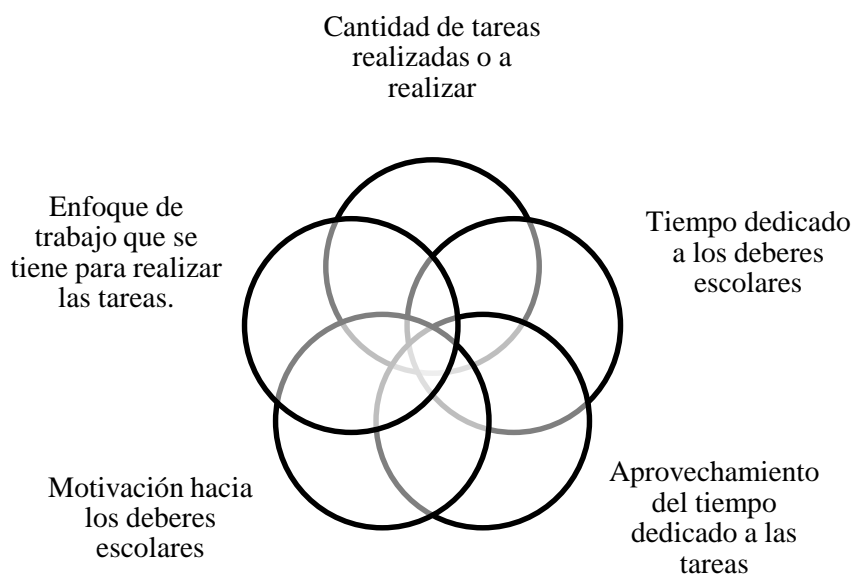 Cantidad de tareas
realizadas o a
realizar
Enfoque de
trabajo que se
tiene para realizar
las tareas.
Tiempo dedicado
a los deberes
escolares
Motivación hacia
los deberes
escolares
Aprovechamiento
del tiempo
dedicado a las
tareas